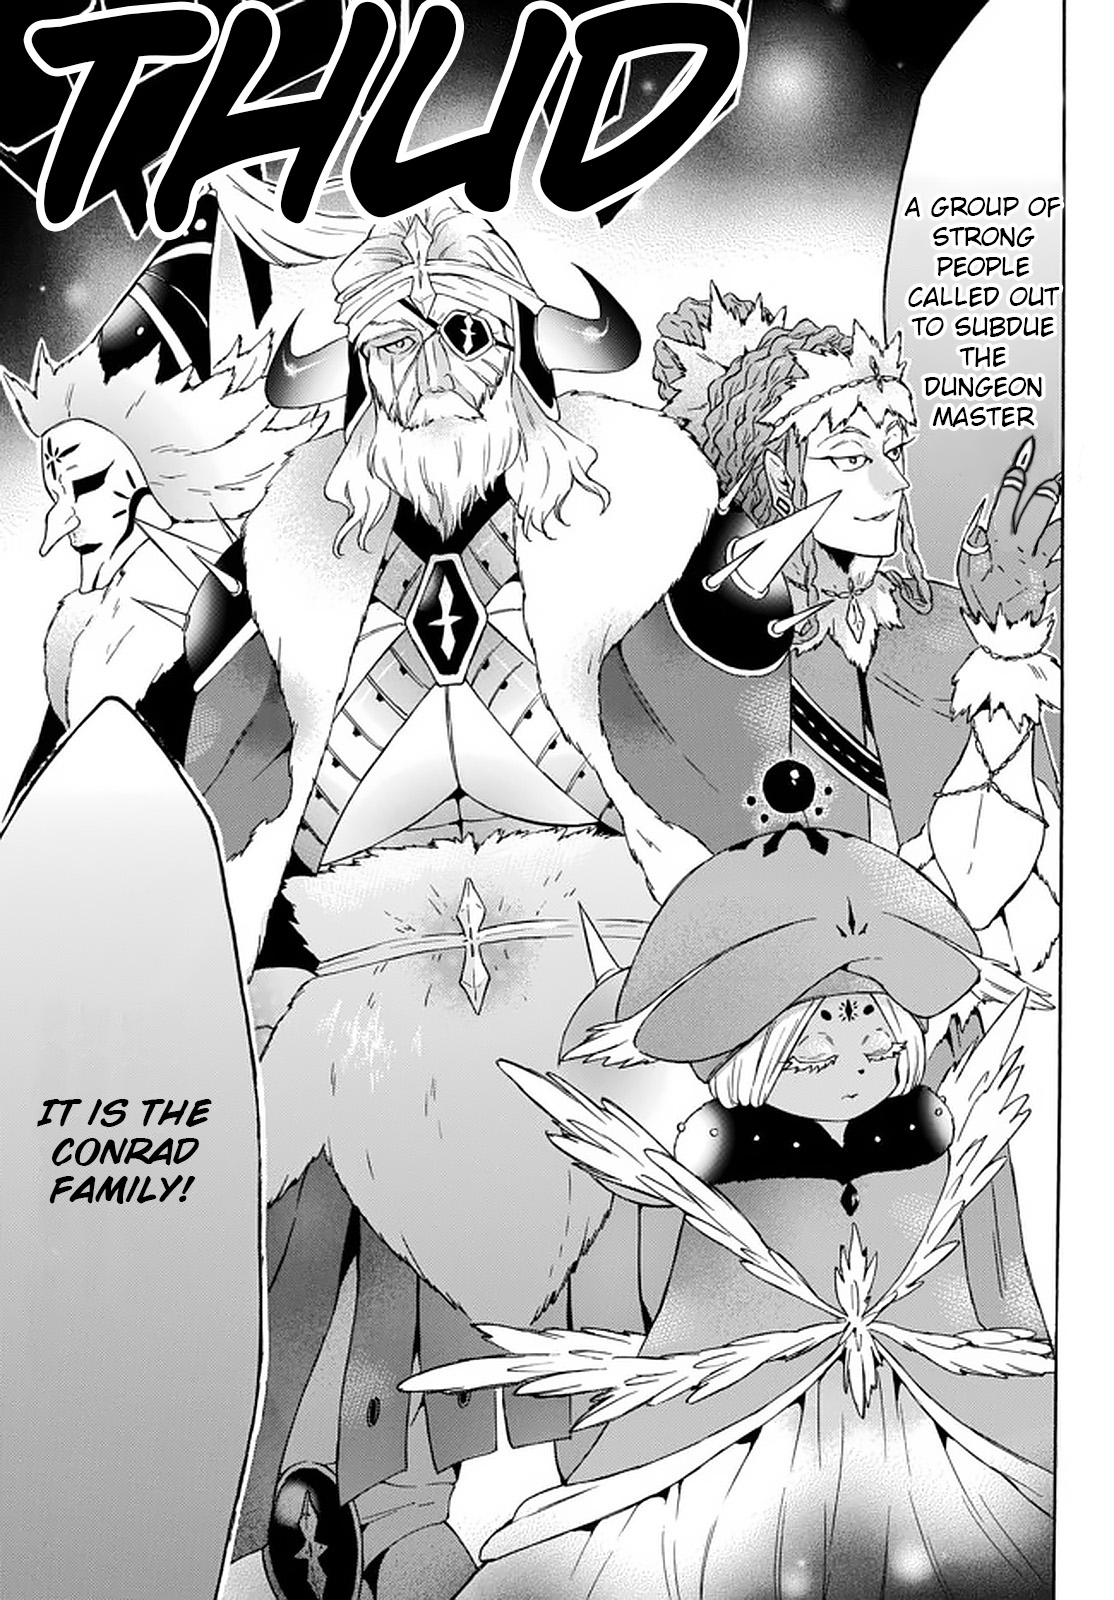 THUD
A GROUP OF
STRONG
PEOPLE
CALLED OUT
TO SUBDUE
THE
DUNGEON
MASTER
IT IS THE
CONRAD
FAMILY!